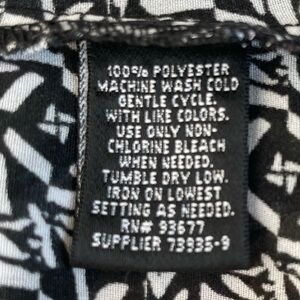 100% POLYESTER
MACHINE WASH COLD
GENTLE CYCLE.
WITH LIKE COLORS.
USE ONLY NON-
CHLORINE BLEACH
WHEN NEEDED.
TUMBLE DRY LOW.
IRON ON LOWEST
SETTING AS NEEDED.
RN# 93677
SUPPLIER 73935-9